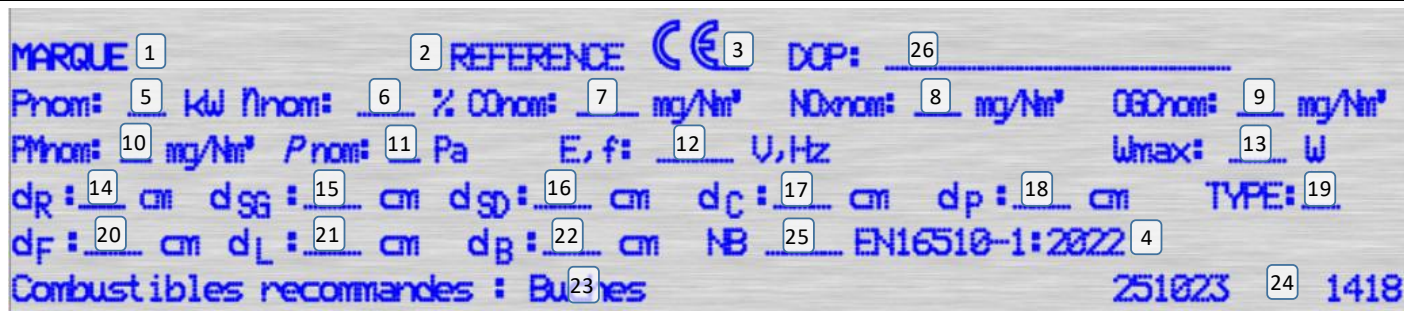 MARQUE 1 2 REFERENCE CE 3 DOP: 26
Pnom: 5 kW ηnom: 6 % COnom: 7 mg/Nm³ NOxnom: 8 mg/Nm³ OGCnom: 9 mg/Nm³
PMnom: 10 mg/Nm³ Pnom: 11 Pa E,f: 12 V,Hz Wmax: 13 W
dR : 14 cm dSG : 15 cm dSD : 16 cm dC : 17 cm dP : 18 cm TYPE: 19
dF : 20 cm dL : 21 cm dB : 22 cm NB 25 EN16510-1:2022 4
Combustibles recommandes : Bu 23 hes 251023 24 1418